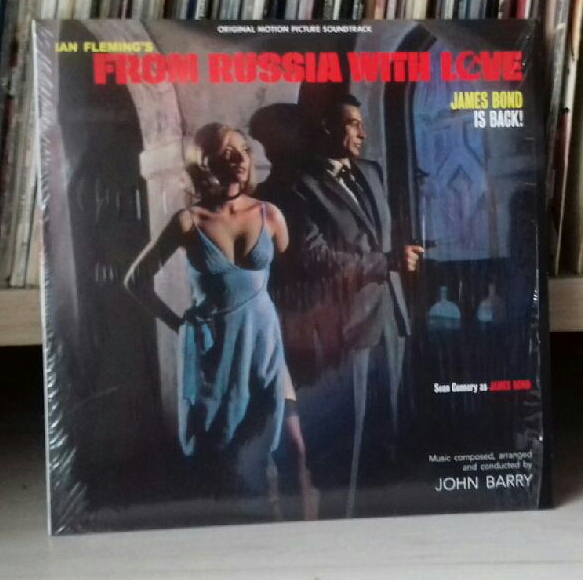 ORIGINAL MOTION PICTURE SOUNDTRACK
IAN FLEMING'S
FROM RUSSIA WITH LOVE
JAMES BOND
IS BACK!
Sean Connery as JAMES BOND
Music composed, arranged
and conducted by
JOHN BARRY